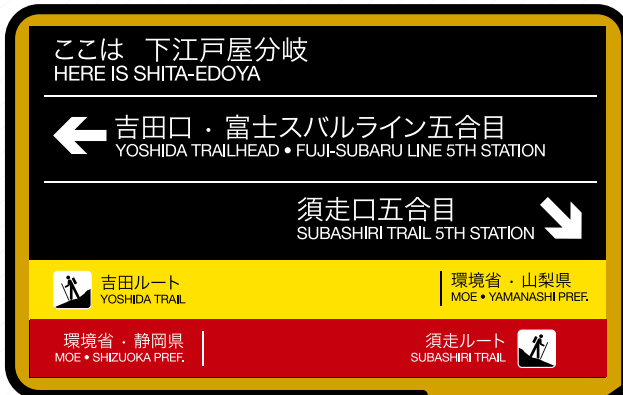 ここは 下江戸屋分岐
HERE IS SHITA-EDOYA
吉田口・富士スバルライン五合目
YOSHIDA TRAILHEAD • FUJI-SUBARU LINE 5TH STATION
須走口五合目
SUBASHIRI TRAIL 5TH STATION
吉田ルート
YOSHIDA TRAIL
環境省・山梨県
MOE • YAMANASHI PREF.
環境省・静岡県
MOE • SHIZUOKA PREF.
須走ルート
SUBASHIRI TRAIL